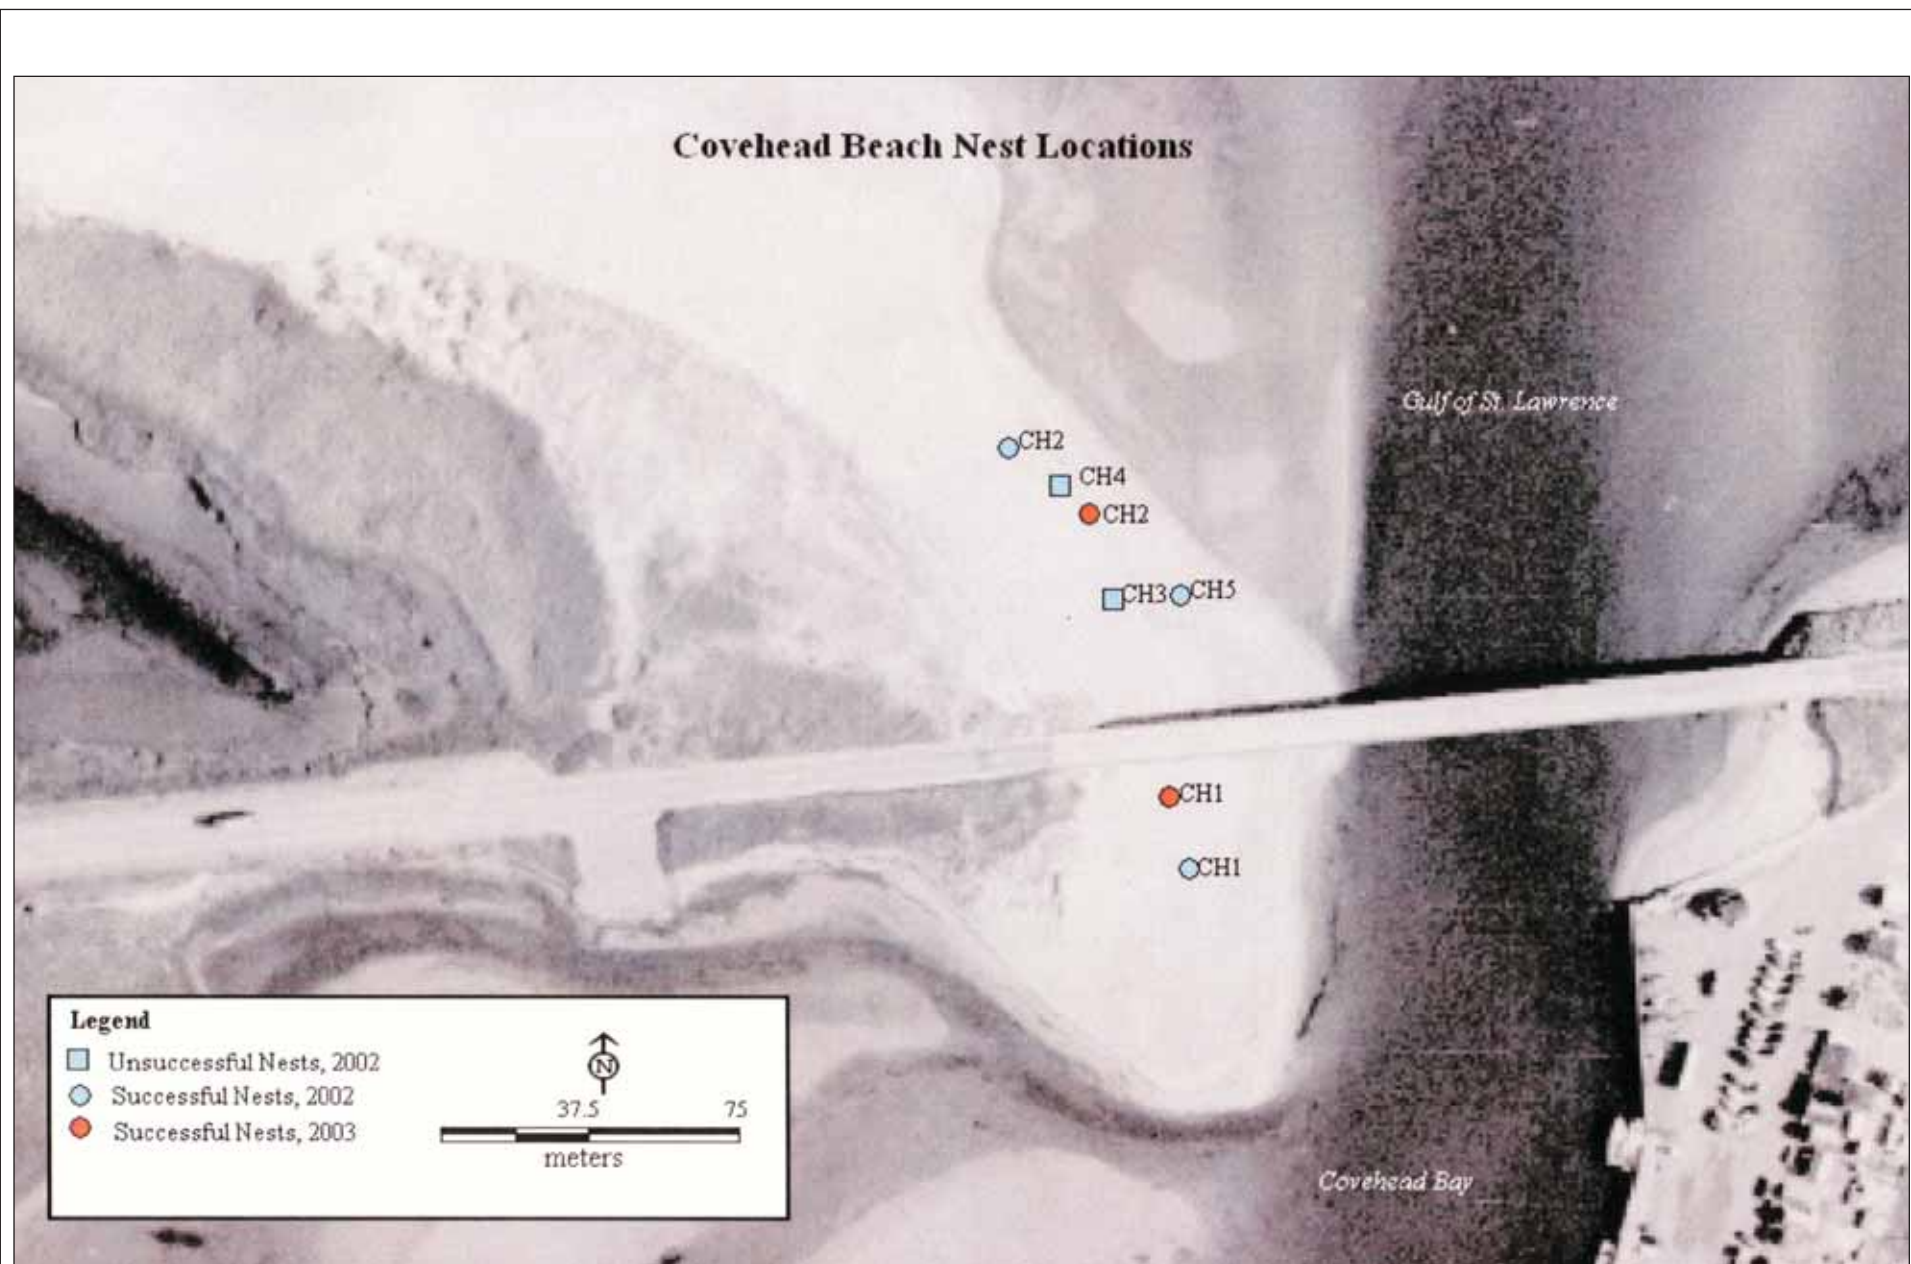 Covehead Beach Nest Locations
Gulf of St. Lawrence
CH2
CH4
CH2
CH3
CH5
CH1
CH1
Legend
Unsuccessful Nests, 2002
Successful Nests, 2002
Successful Nests, 2003
N
37.5 75
meters
Covehead Bay